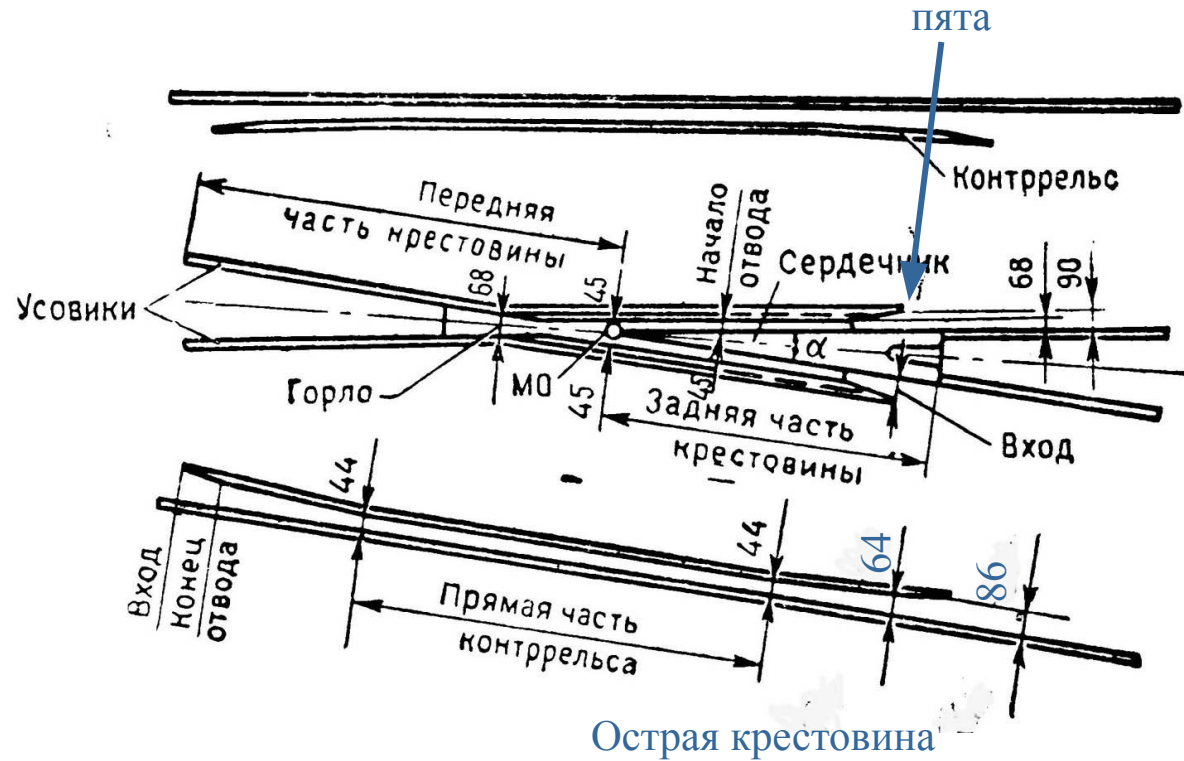 пята
Контррельс
Передняя
часть крестовины
Начало
отвода
Сердечник
68
90
Усовики
68
45
α
Горло
МО
45
45
Задняя часть
крестовины
Вход
44
44
64
86
Вход
Конец
отвода
Прямая часть
контррельса
Острая крестовина